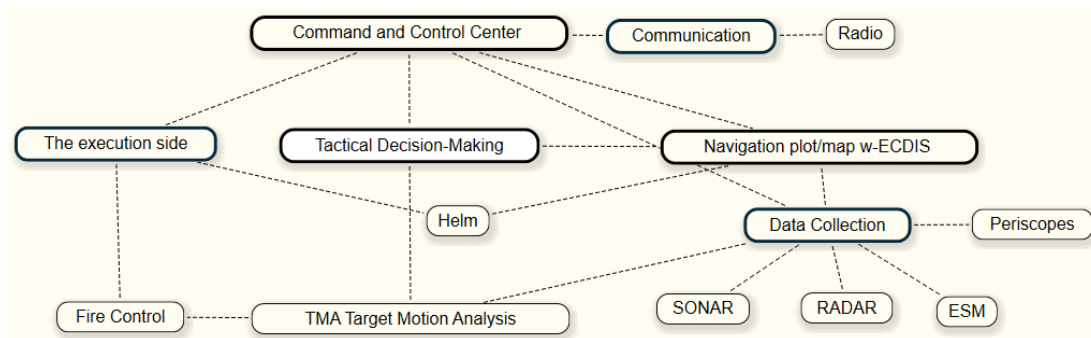 Command and Control Center
Communication
Radio
The execution side
Tactical Decision-Making
Navigation plot/map w-ECDIS
Helm
Data Collection
Periscopes
Fire Control
TMA Target Motion Analysis
SONAR
RADAR
ESM